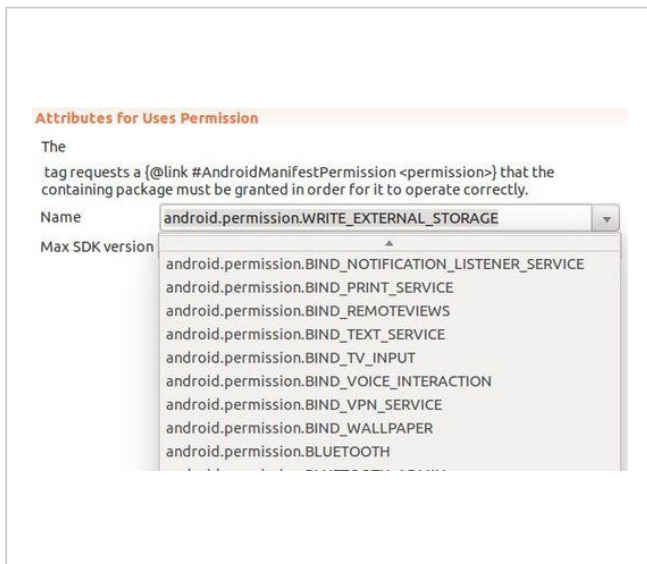 Attributes for Uses Permission
The
tag requests a {@link #AndroidManifestPermission <permission>} that the
containing package must be granted in order for it to operate correctly.
Name android.permission.WRITE_EXTERNAL_STORAGE
Max SDK version
android.permission.BIND_NOTIFICATION_LISTENER_SERVICE
android.permission.BIND_PRINT_SERVICE
android.permission.BIND_REMOTEVIEWS
android.permission.BIND_TEXT_SERVICE
android.permission.BIND_TV_INPUT
android.permission.BIND_VOICE_INTERACTION
android.permission.BIND_VPN_SERVICE
android.permission.BIND_WALLPAPER
android.permission.BLUETOOTH